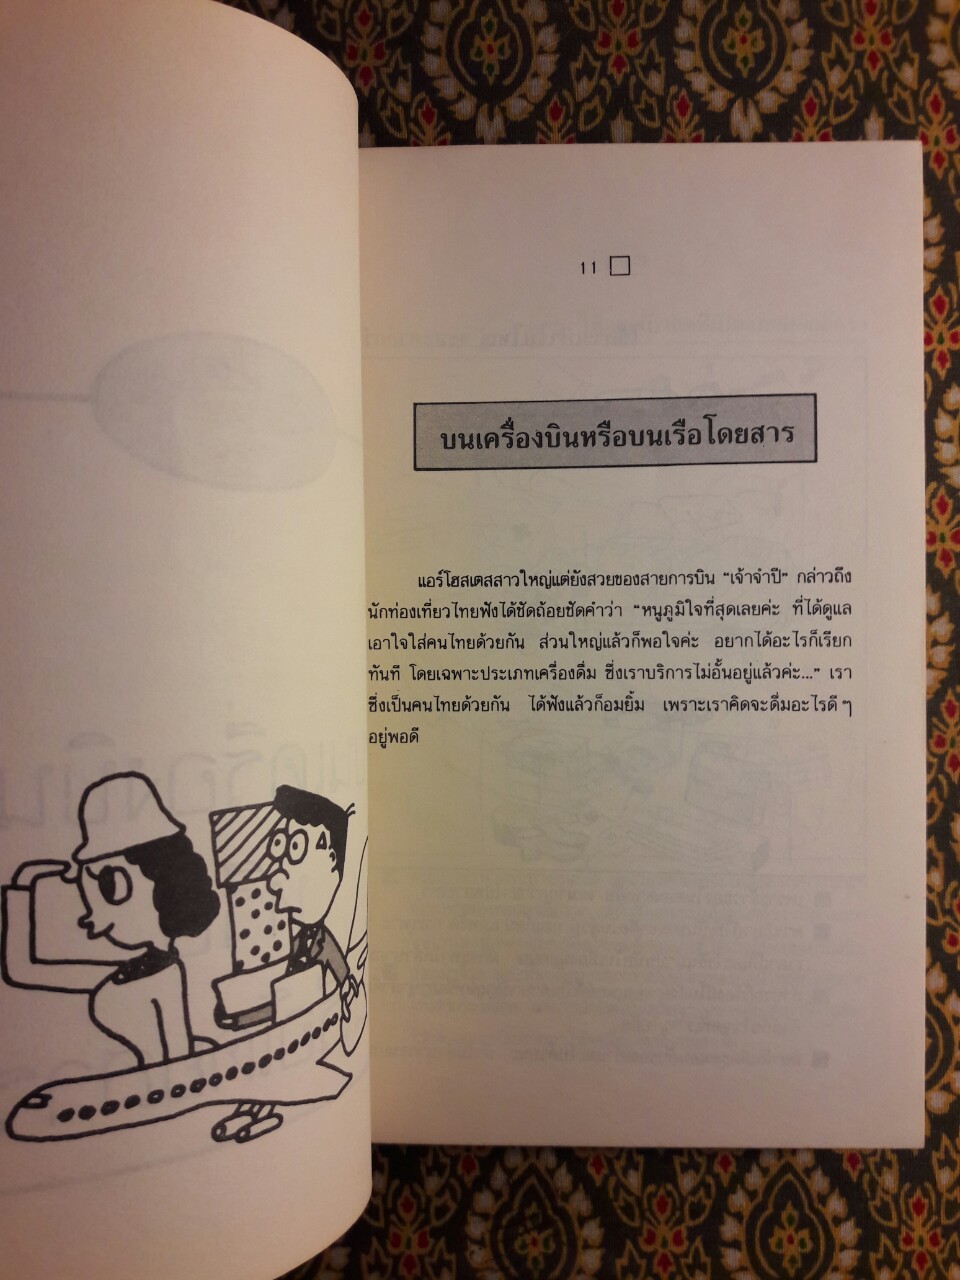 11
บนเครื่องบินหรือบนเรือโดยสาร
แอร์โฮสเตสสาวใหญ่แต่ยังสวยของสายการบิน "เจ้าจำปี" กล่าวถึง
นักท่องเที่ยวไทยฟังได้ชัดถ้อยชัดคำว่า "หนูภูมิใจที่สุดเลยค่ะ ที่ได้ดูแล
เอาใจใส่คนไทยด้วยกัน ส่วนใหญ่แล้วก็พอใจค่ะ อยากได้อะไรก็เรียก
ทันที โดยเฉพาะประเภทเครื่องดื่ม ซึ่งเราบริการไม่อั้นอยู่แล้วค่ะ..." เรา
ซึ่งเป็นคนไทยด้วยกัน ได้ฟังแล้วก็อมยิ้ม เพราะเราคิดจะดื่มอะไรดี ๆ
อยู่พอดี